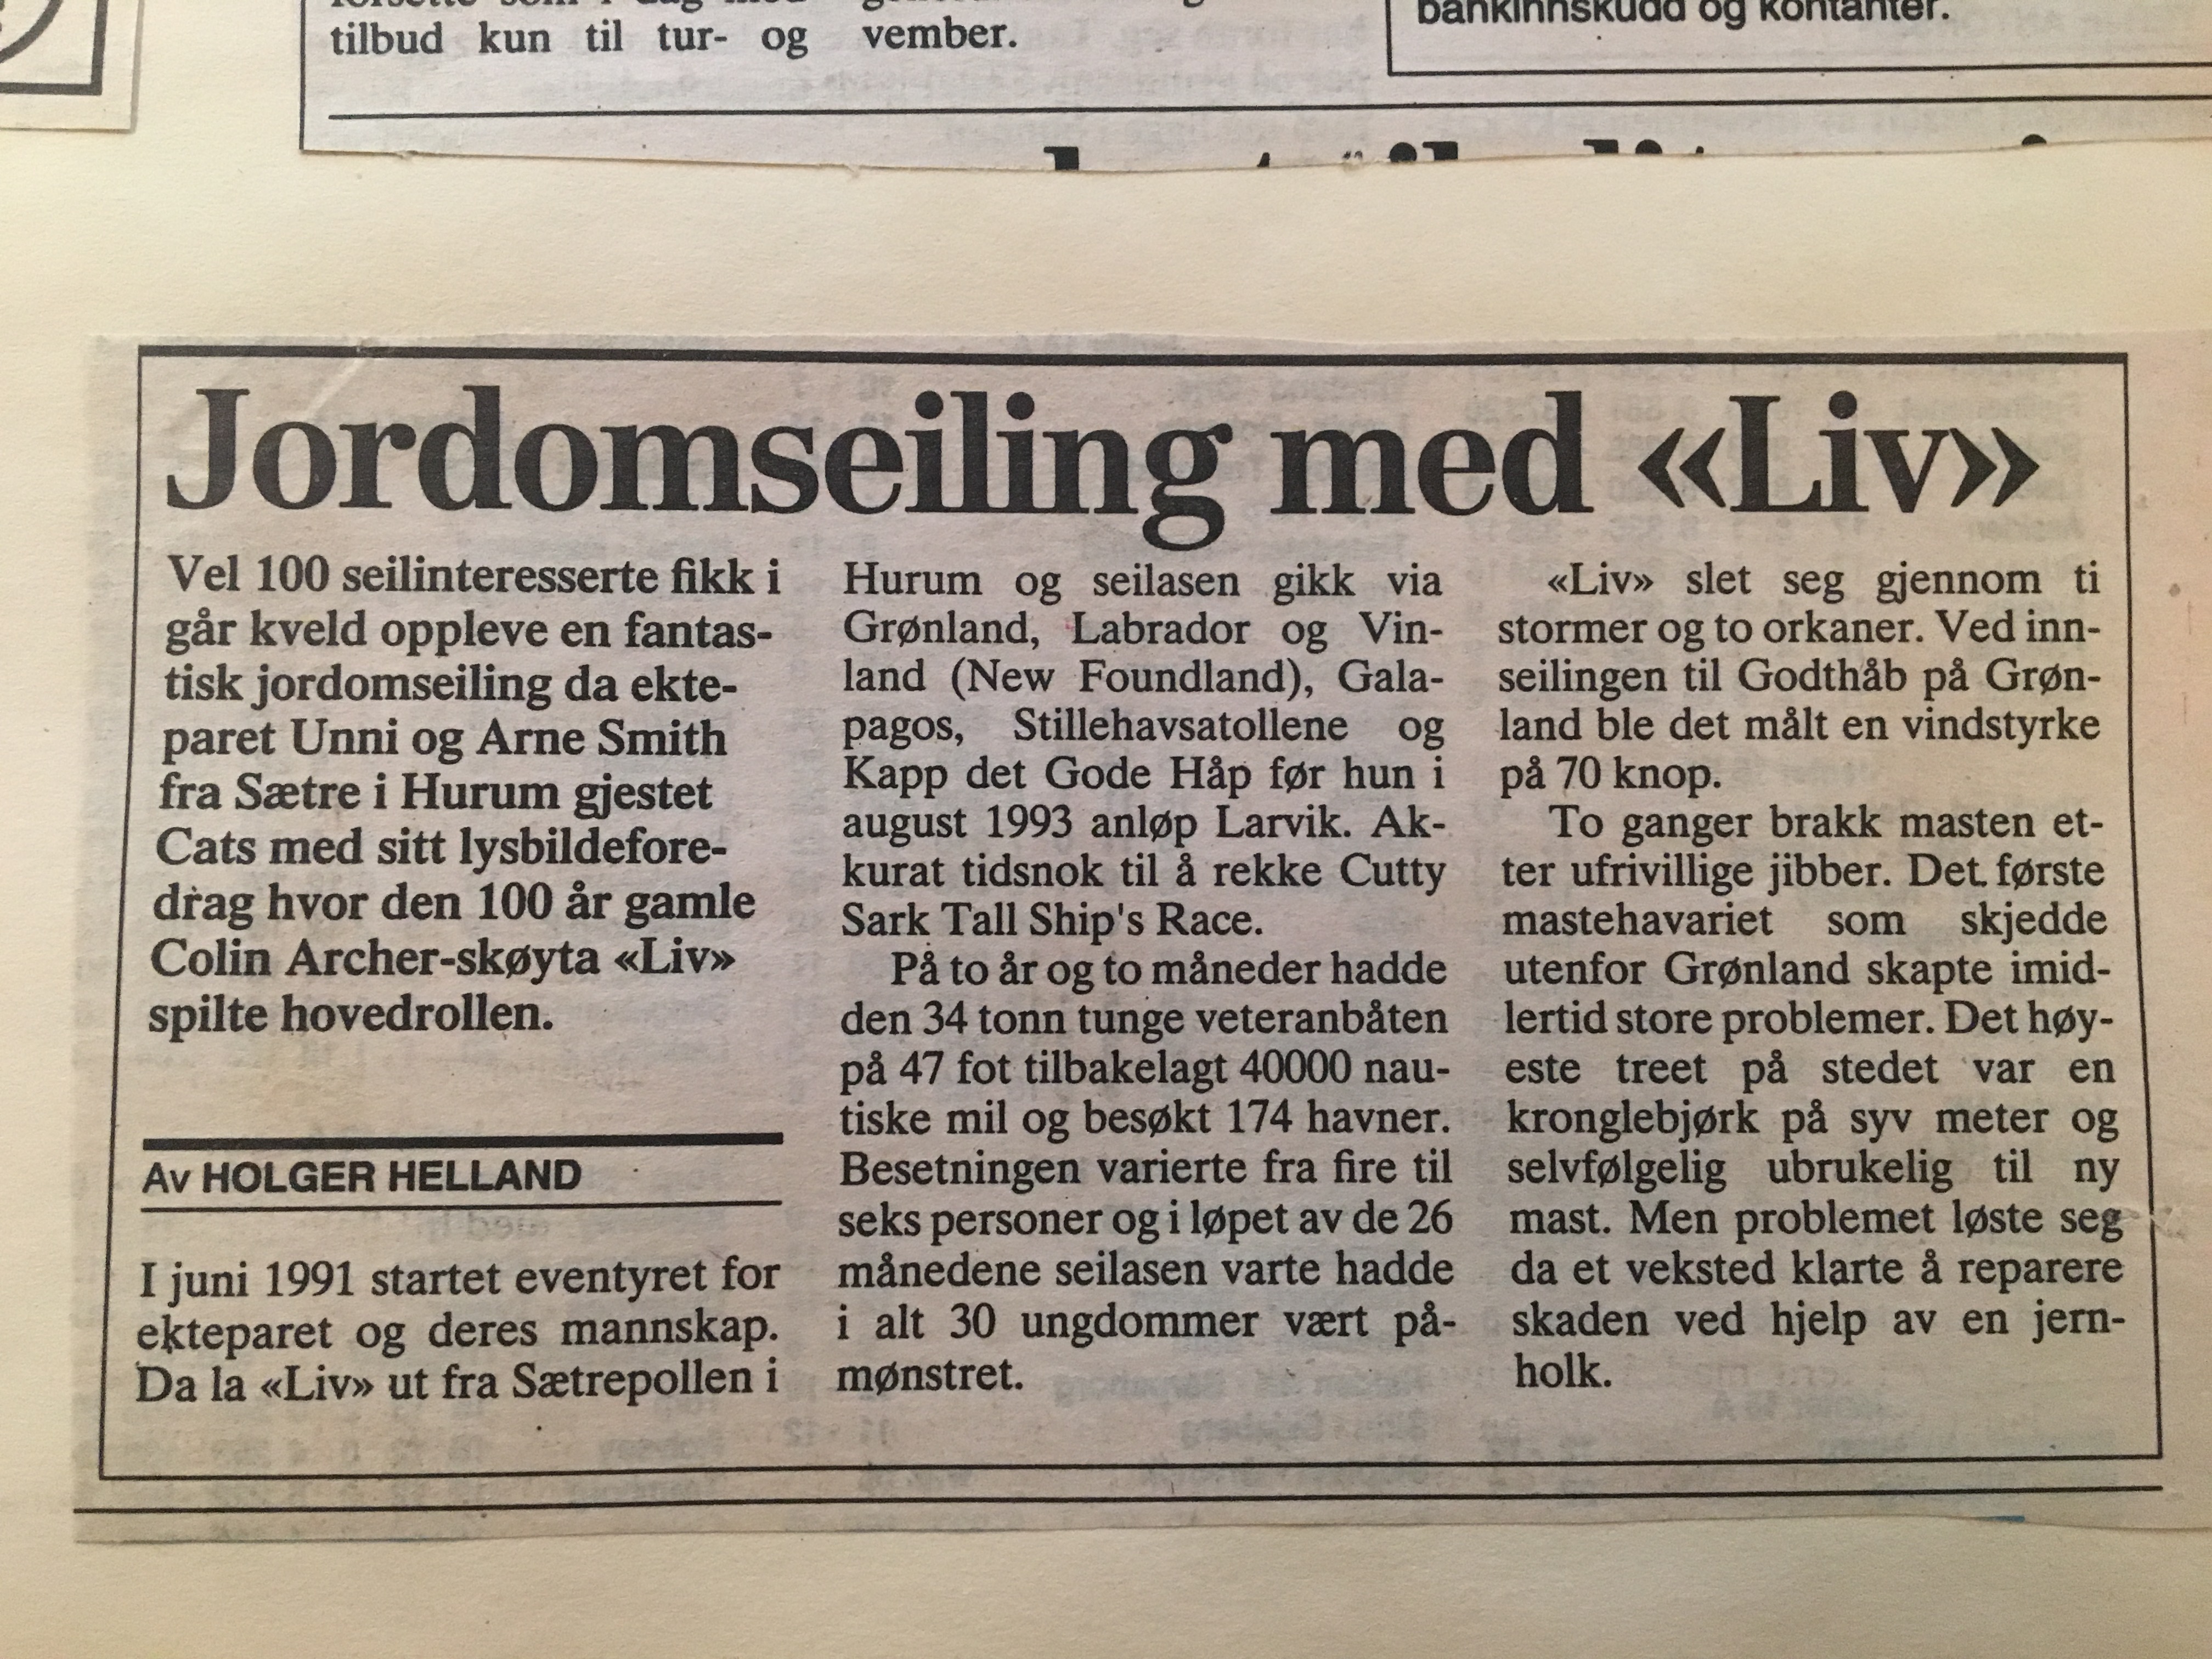 tilbud kun til tur- og
vember.
bankinnskudd og kontanter.
Jordomseiling med «Liv»
Vel 100 seilinteresserte fikk i
går kveld oppleve en fantas-
tisk jordomseiling da ekte-
paret Unni og Arne Smith
fra Sætre i Hurum gjestet
Cats med sitt lysbildefore-
drag hvor den 100 år gamle
Colin Archer-skøyta «Liv»
spilte hovedrollen.
Av HOLGER HELLAND
I juni 1991 startet eventyret for
ekteparet og deres mannskap.
Da la «Liv» ut fra Sætrepollen i
Hurum og seilasen gikk via
Grønland, Labrador og Vin-
land (New Foundland), Gala-
pagos, Stillehavsatollene og
Kapp det Gode Håp før hun i
august 1993 anløp Larvik. Ak-
kurat tidsnok til å rekke Cutty
Sark Tall Ship's Race.
På to år og to måneder hadde
den 34 tonn tunge veteranbåten
på 47 fot tilbakelagt 40000 nau-
tiske mil og besøkt 174 havner.
Besetningen varierte fra fire til
seks personer og i løpet av de 26
månedene seilasen varte hadde
i alt 30 ungdommer vært på-
mønstret.
«Liv» slet seg gjennom ti
stormer og to orkaner. Ved inn-
seilingen til Godthåb på Grøn-
land ble det målt en vindstyrke
på 70 knop.
To ganger brakk masten et-
ter ufrivillige jibber. Det første
mastehavariet som skjedde
utenfor Grønland skapte imid-
lertid store problemer. Det høy-
este treet på stedet var en
kronglebjørk på syv meter og
selvfølgelig ubrukelig til ny
mast. Men problemet løste seg
da et veksted klarte å reparere
skaden ved hjelp av en jern-
holk.